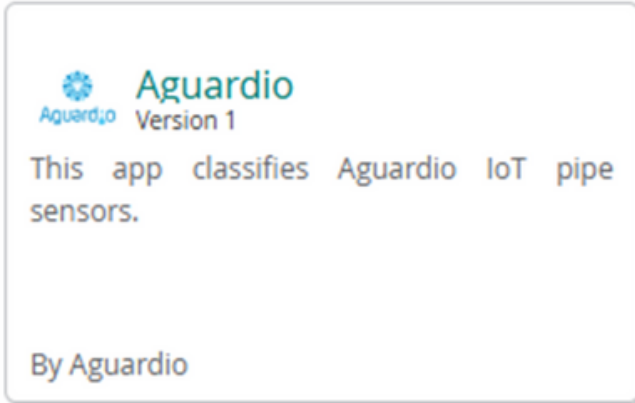 Aguardio
Aguardio
Version 1
This app classifies Aguardio IoT pipe
sensors.
By Aguardio